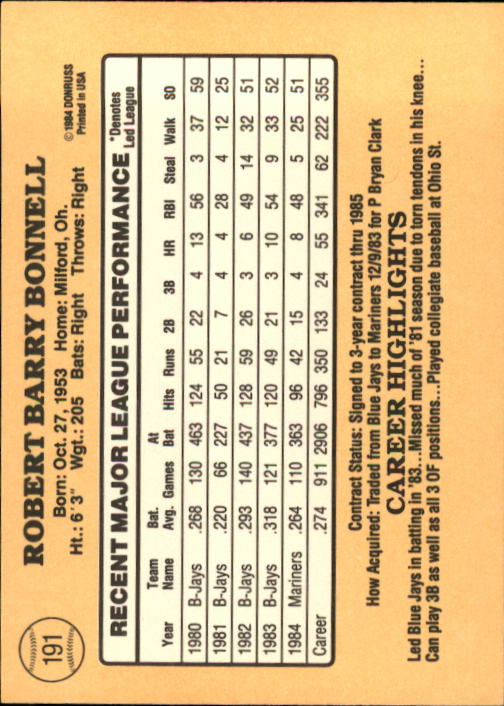 191
ROBERT BARRY BONNELL
Born: Oct. 27, 1953 Home: Milford, Oh.
Ht.: 6'3" Wgt.: 205 Bats: Right Throws: Right
© 1984 DONRUSS
Printed in USA
RECENT MAJOR LEAGUE PERFORMANCE *Denotes Led League
Year Team Name Bat. Avg. Games At Bat Hits Runs 2B 3B HR RBI Steal Walk SO
1980 B-Jays .268 130 463 124 55 22 4 13 56 3 37 59
1981 B-Jays .220 66 227 50 21 7 4 4 28 4 12 25
1982 B-Jays .293 140 437 128 59 26 3 6 49 14 32 51
1983 B-Jays .318 121 377 120 49 21 3 10 54 9 33 52
1984 Mariners .264 110 363 96 42 15 4 8 48 5 25 51
Career .274 911 2906 796 350 133 24 55 341 62 222 355
Contract Status: Signed to 3-year contract thru 1985
How Acquired: Traded from Blue Jays to Mariners 12/9/83 for P Bryan Clark
CAREER HIGHLIGHTS
Led Blue Jays in batting in '83...Missed much of '81 season due to torn tendons in his knee...
Can play 3B as well as all 3 OF positions...Played collegiate baseball at Ohio St.